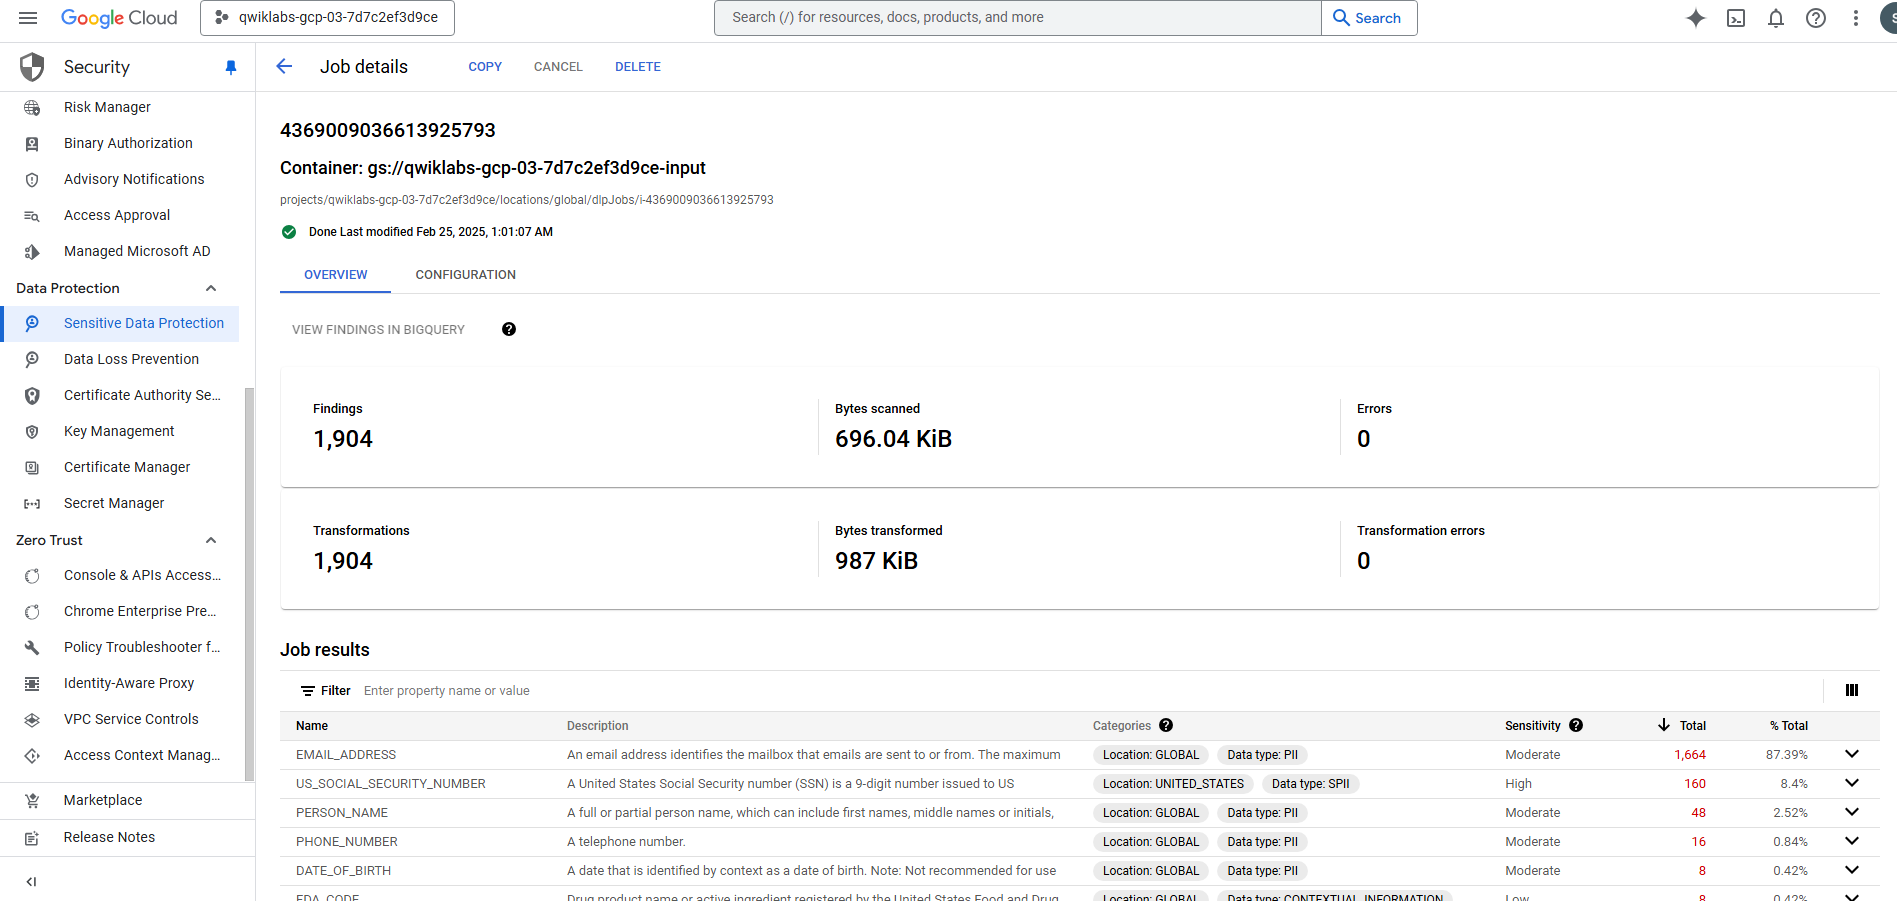 Google Cloud
qwiklabs-gcp-03-7d7c2ef3d9ce
Search (/) for resources, docs, products, and more
Search
S
Security
Job details
COPY
CANCEL
DELETE
Risk Manager
Binary Authorization
Advisory Notifications
Access Approval
Managed Microsoft AD
Data Protection
Sensitive Data Protection
Data Loss Prevention
Certificate Authority Se...
Key Management
Certificate Manager
Secret Manager
Zero Trust
Console & APIs Access...
Chrome Enterprise Pre...
Policy Troubleshooter f...
Identity-Aware Proxy
VPC Service Controls
Access Context Manag...
Marketplace
Release Notes
4369009036613925793
Container: gs://qwiklabs-gcp-03-7d7c2ef3d9ce-input
projects/qwiklabs-gcp-03-7d7c2ef3d9ce/locations/global/dlpJobs/i-4369009036613925793
Done Last modified Feb 25, 2025, 1:01:07 AM
OVERVIEW
CONFIGURATION
VIEW FINDINGS IN BIGQUERY
Findings
1,904
Bytes scanned
696.04 KiB
Errors
0
Transformations
1,904
Bytes transformed
987 KiB
Transformation errors
0
Job results
Filter Enter property name or value
Name Description Categories Sensitivity Total % Total
EMAIL_ADDRESS An email address identifies the mailbox that emails are sent to or from. The maximum Location: GLOBAL Data type: PII Moderate 1,664 87.39%
US_SOCIAL_SECURITY_NUMBER A United States Social Security number (SSN) is a 9-digit number issued to US Location: UNITED_STATES Data type: SPII High 160 8.4%
PERSON_NAME A full or partial person name, which can include first names, middle names or initials, Location: GLOBAL Data type: PII Moderate 48 2.52%
PHONE_NUMBER A telephone number. Location: GLOBAL Data type: PII Moderate 16 0.84%
DATE_OF_BIRTH A date that is identified by context as a date of birth. Note: Not recommended for use Location: GLOBAL Data type: PII Moderate 8 0.42%
FDA_CODE Drug product name or active ingredient registered by the United States Food and Drug Location: GLOBAL Data type: CONTEXTUAL_INFORMATION Low 8 0.42%